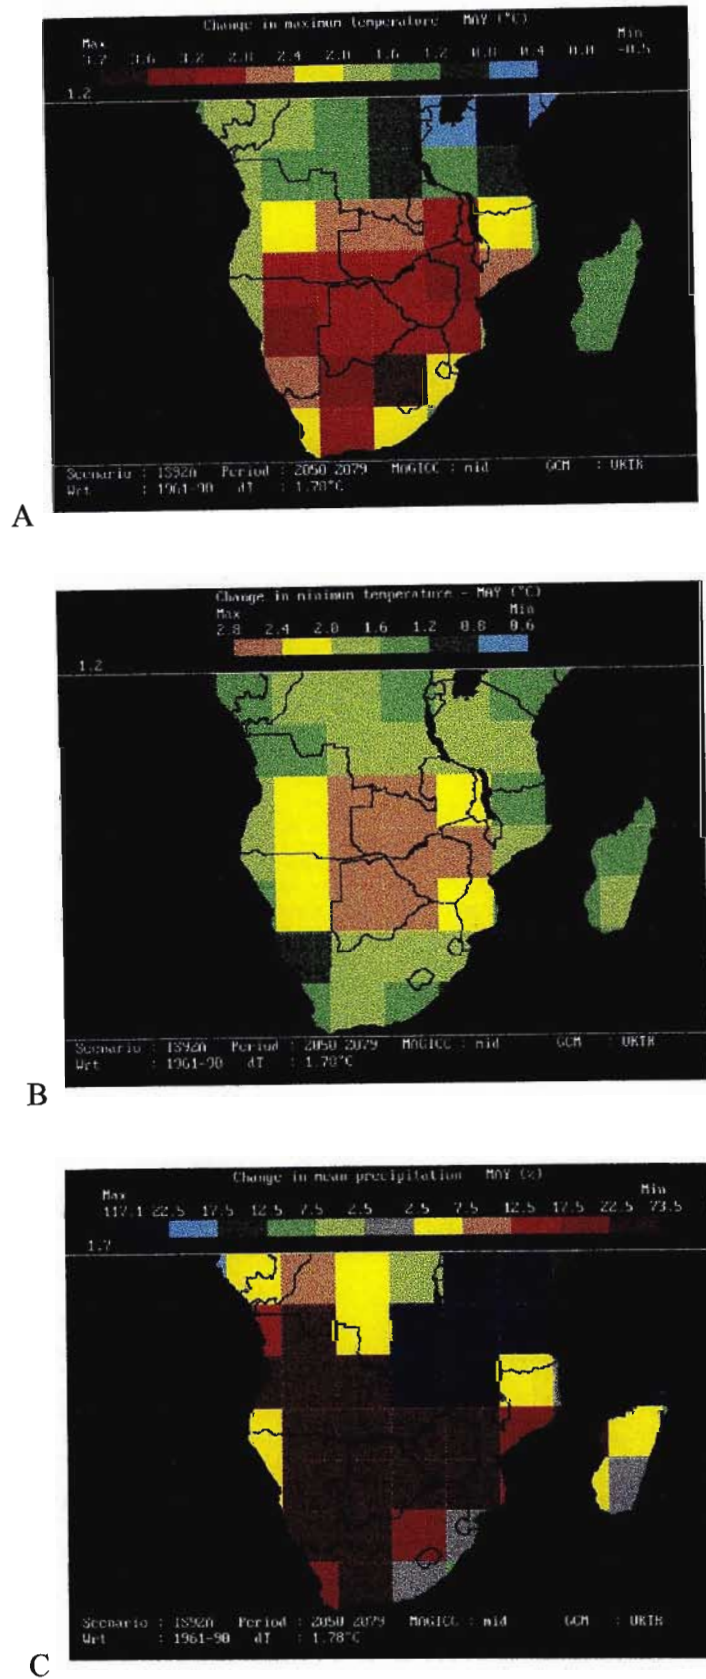 Change in maximum temperature MAY (°C)
Max Min
3.7 3.6 3.2 2.8 2.4 2.0 1.6 1.2 0.8 0.4 0.0 -0.5
1.2
Scenario : IS92A Period : 2050 2079 MAGICC : mid GCM : UKTR
Wrt : 1961-90 dT : 1.78°C
A
Change in minimum temperature - MAY (°C)
Max Min
2.8 2.4 2.0 1.6 1.2 0.8 0.6
1.2
Scenario : IS92A Period : 2050 2079 MAGICC : mid GCM : UKTR
Wrt : 1961-90 dT : 1.78°C
B
Change in mean precipitation MAY (%)
Max Min
117.1 22.5 17.5 12.5 7.5 2.5 2.5 7.5 12.5 17.5 22.5 73.5
1.7
Scenario : IS92A Period : 2050 2079 MAGICC : mid GCM : UKTR
Wrt : 1961-90 dT : 1.78°C
C